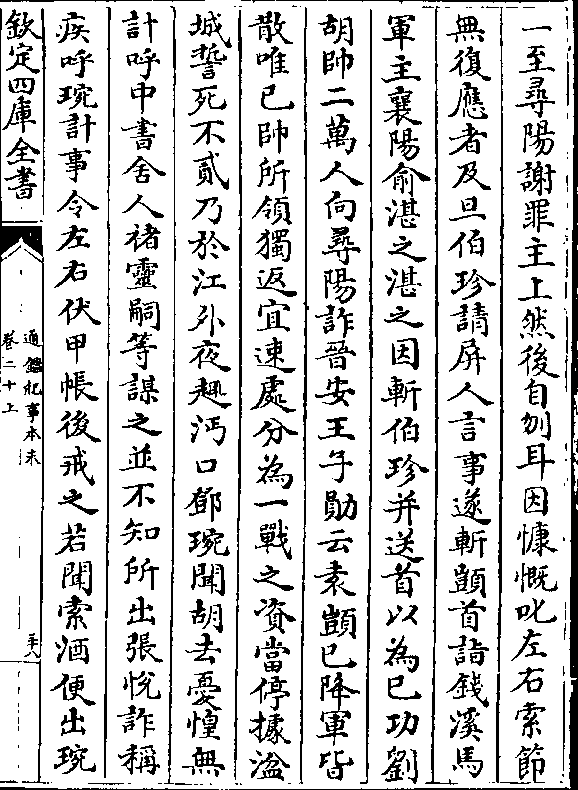 一至尋陽謝罪主上然後自刎耳因慷慨叱左右索節
無復應者及旦伯珍請屏人言事遂斬顗首詣錢溪馬
軍主襄陽俞湛之湛之因斬伯珍并送首以為已功劉
胡帥二萬人向尋陽詐晉安王子勛云袁顗已降軍皆
散唯已帥所領獨返宜速處分為一戰之資當停據湓
城誓死不貳乃於江外夜趣沔口鄧琬聞胡去憂惶無
計呼中書舍人褚靈嗣等謀之並不知所出張悅詐稱
疾呼琬計事令左右伏甲帳後戒之若聞索酒便出琬
欽定四庫全書
通鑑紀事本末
卷二十上